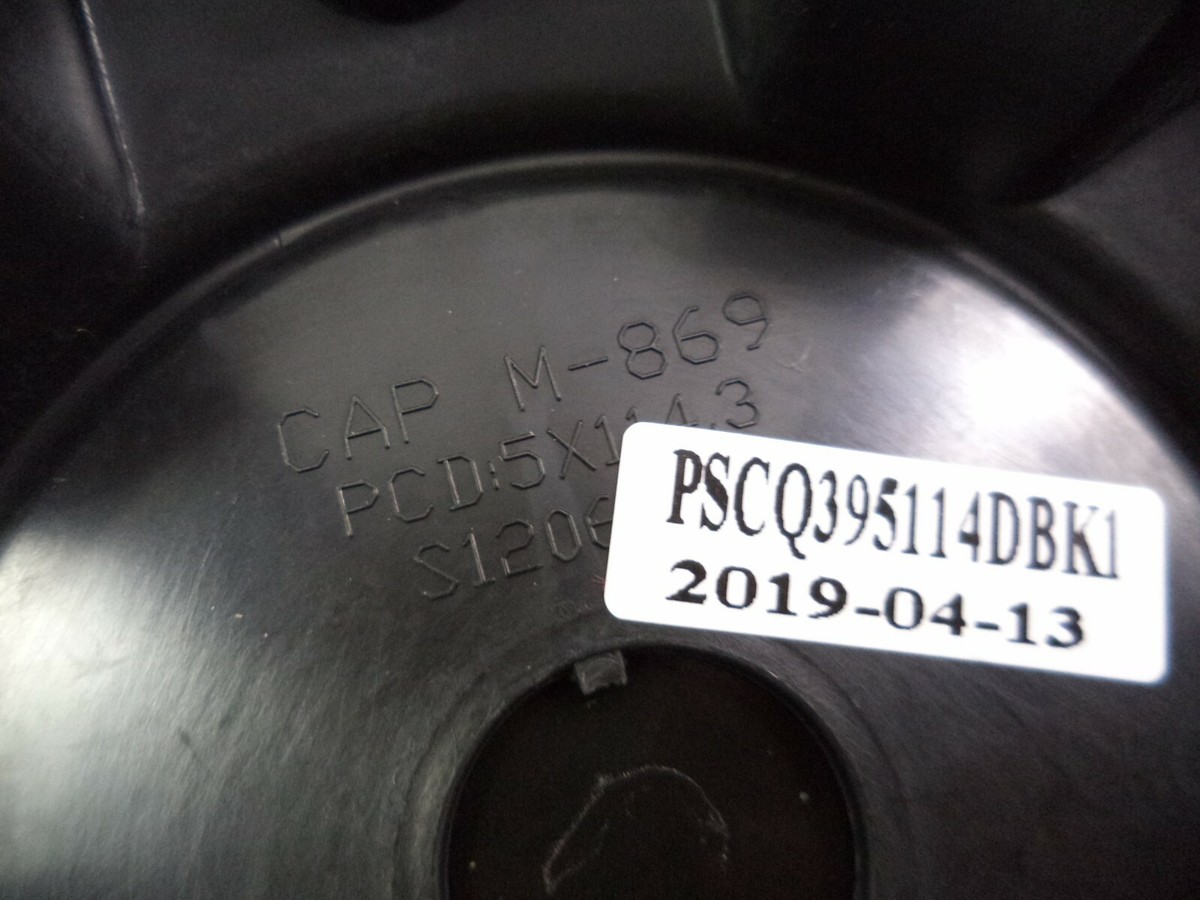 CAP M-869
PCD:5X114.3
PSCQ395114DBK1
2019-04-13